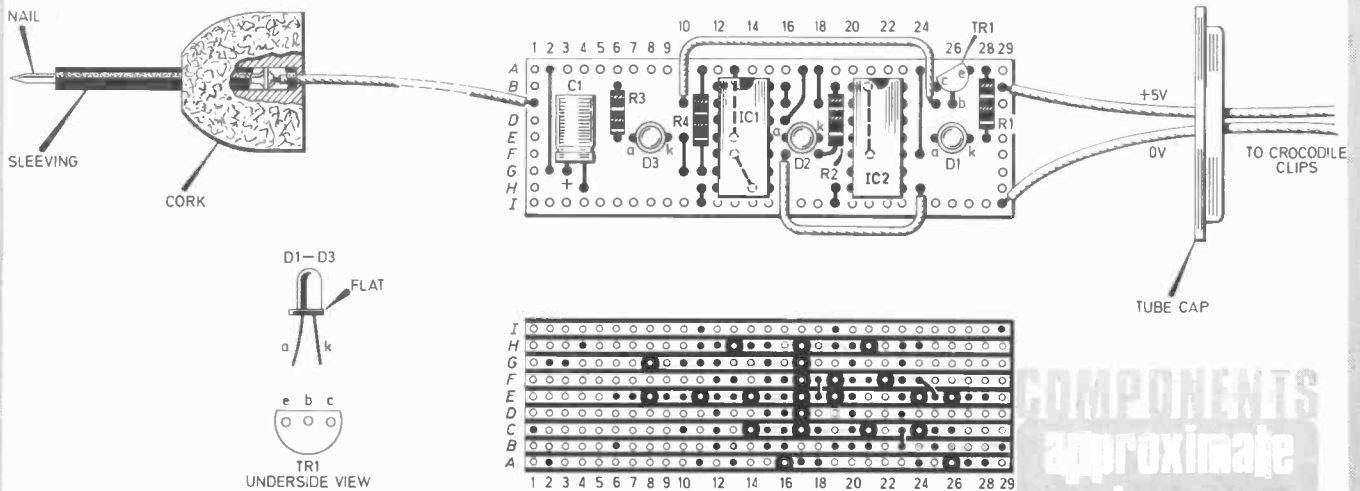 NAIL
SLEEVING
CORK
10 12 14 16 18 20 22 24 TR1 26 28 29
1 2 3 4 5 6 7 8 9
A
B
D
E
F
G
H
I
C1
R3
R4
IC1
c e
b
R1
+5V
a D3 k
a D2 k
R2
IC2
a D1 k
+
0V
TO CROCODILE
CLIPS
TUBE CAP
D1–D3
FLAT
a k
e b c
TR1
UNDERSIDE VIEW
I
H
G
F
E
D
C
B
A
1 2 3 4 5 6 7 8 10 12 14 16 18 20 22 24 26 28 29
COMPONENTS
approximate